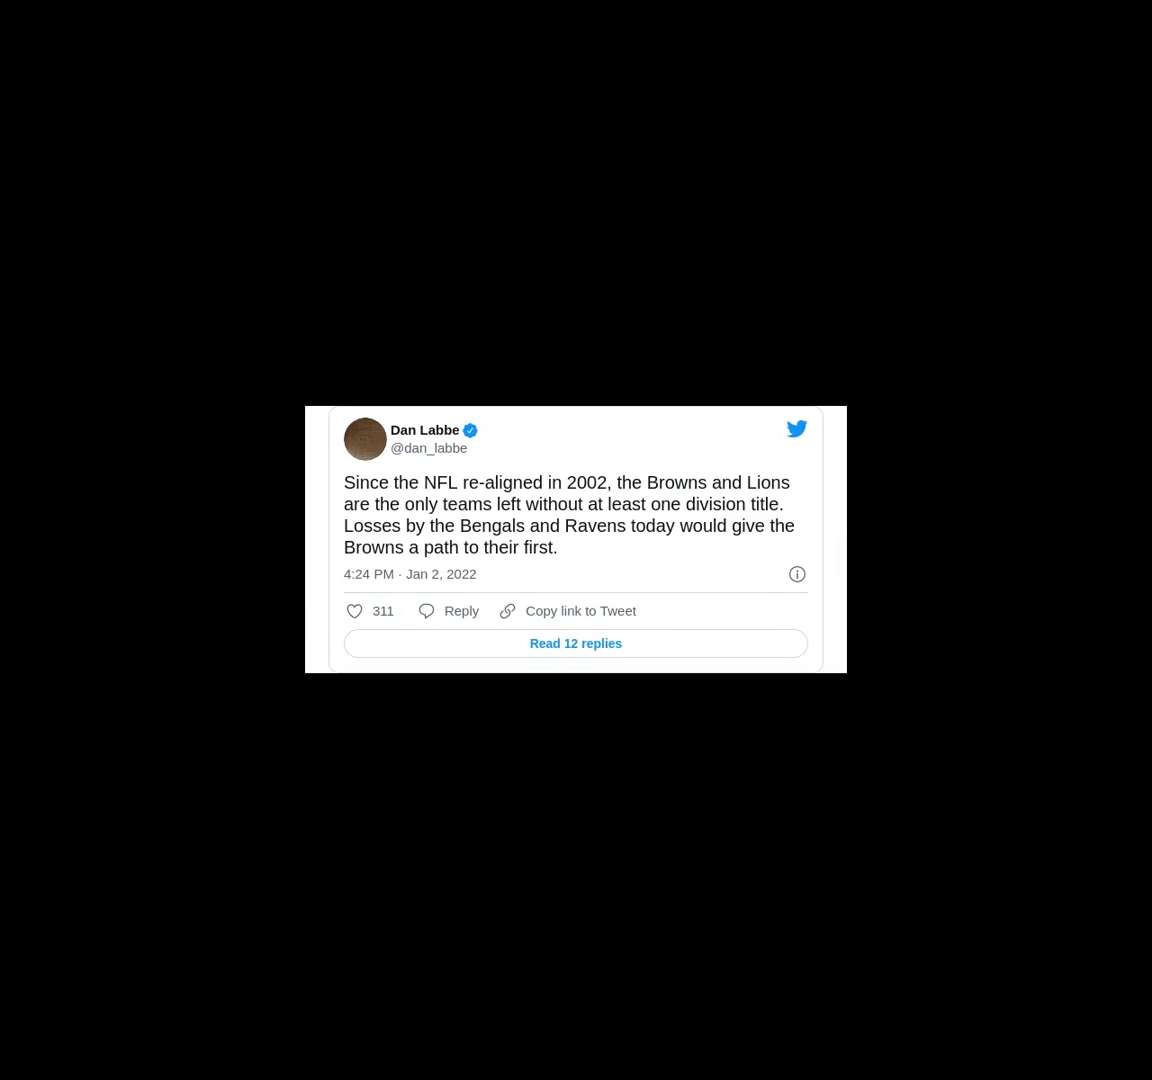 Dan Labbe
@dan_labbe
Since the NFL re-aligned in 2002, the Browns and Lions
are the only teams left without at least one division title.
Losses by the Bengals and Ravens today would give the
Browns a path to their first.
4:24 PM · Jan 2, 2022
311 Reply Copy link to Tweet
Read 12 replies